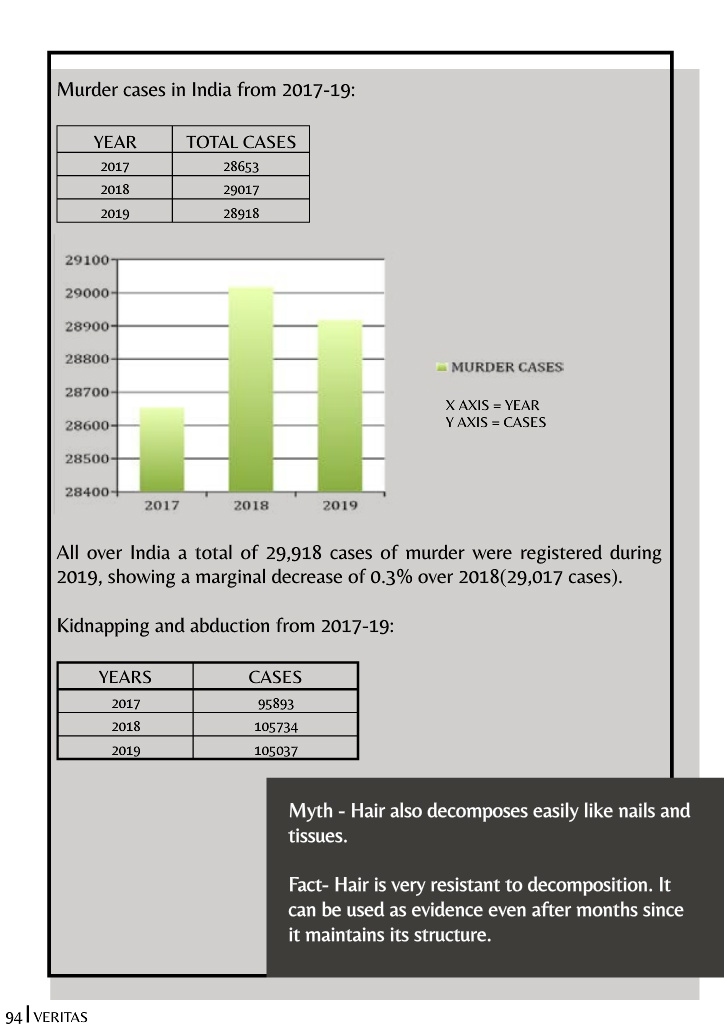 Murder cases in India from 2017-19:
YEAR TOTAL CASES
2017 28653
2018 29017
2019 28918
29100
29000
28900
28800
28700
28600
28500
28400
2017 2018 2019
MURDER CASES
X AXIS = YEAR
Y AXIS = CASES
All over India a total of 29,918 cases of murder were registered during
2019, showing a marginal decrease of 0.3% over 2018(29,017 cases).
Kidnapping and abduction from 2017-19:
YEARS CASES
2017 95893
2018 105734
2019 105037
Myth - Hair also decomposes easily like nails and
tissues.
Fact- Hair is very resistant to decomposition. It
can be used as evidence even after months since
it maintains its structure.
94 | VERITAS